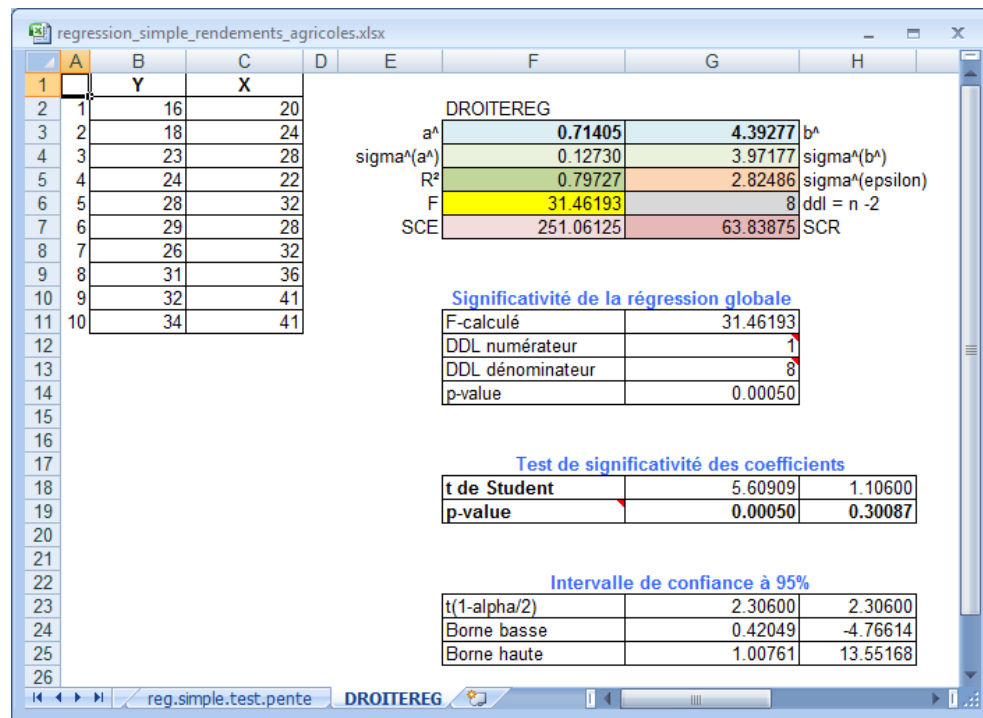 regression_simple_rendements_agricoles.xlsx
A B C D E F G H
1 Y X
2 1 16 20 DROITEREG
3 2 18 24 a^ 0.71405 4.39277 b^
4 3 23 28 sigma^(a^) 0.12730 3.97177 sigma^(b^)
5 4 24 22 R² 0.79727 2.82486 sigma^(epsilon)
6 5 28 32 F 31.46193 8 ddl = n -2
7 6 29 28 SCE 251.06125 63.83875 SCR
8 7 26 32
9 8 31 36
10 9 32 41 Significativité de la régression globale
11 10 34 41 F-calculé 31.46193
12 DDL numérateur 1
13 DDL dénominateur 8
14 p-value 0.00050
15
16
17 Test de significativité des coefficients
18 t de Student 5.60909 1.10600
19 p-value 0.00050 0.30087
20
21
22 Intervalle de confiance à 95%
23 t(1-alpha/2) 2.30600 2.30600
24 Borne basse 0.42049 -4.76614
25 Borne haute 1.00761 13.55168
26
reg.simple.test.pente DROITEREG